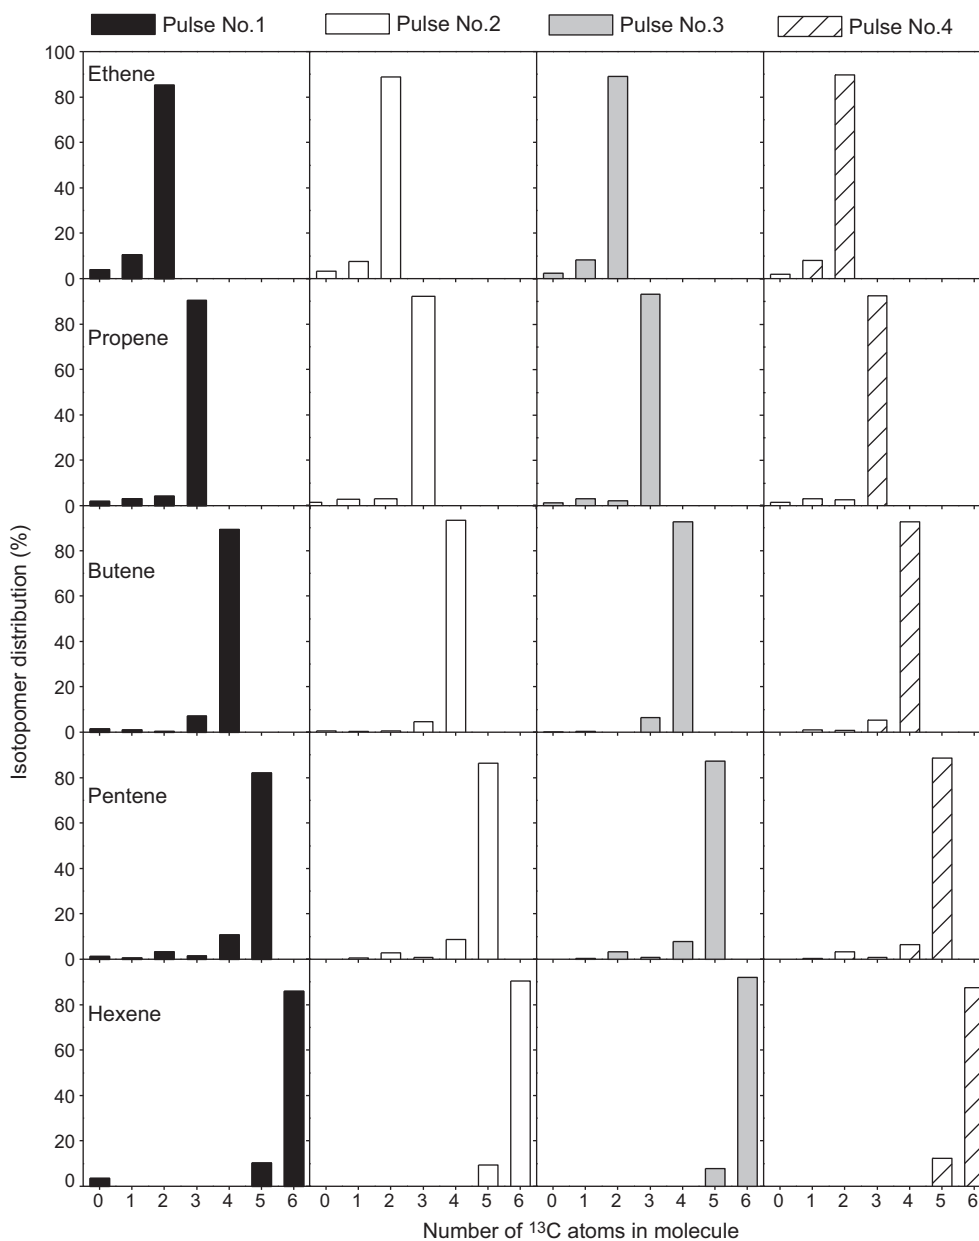 Pulse No.1 Pulse No.2 Pulse No.3 Pulse No.4
100
Ethene
80
60
40
20
0
80
Propene
60
40
20
0
80
Butene
60
40
20
0
80
Pentene
60
40
20
0
80
Hexene
60
40
20
0
0 1 2 3 4 5 6 0 1 2 3 4 5 6 0 1 2 3 4 5 6 0 1 2 3 4 5 6
Number of ¹³C atoms in molecule
Isotopomer distribution (%)